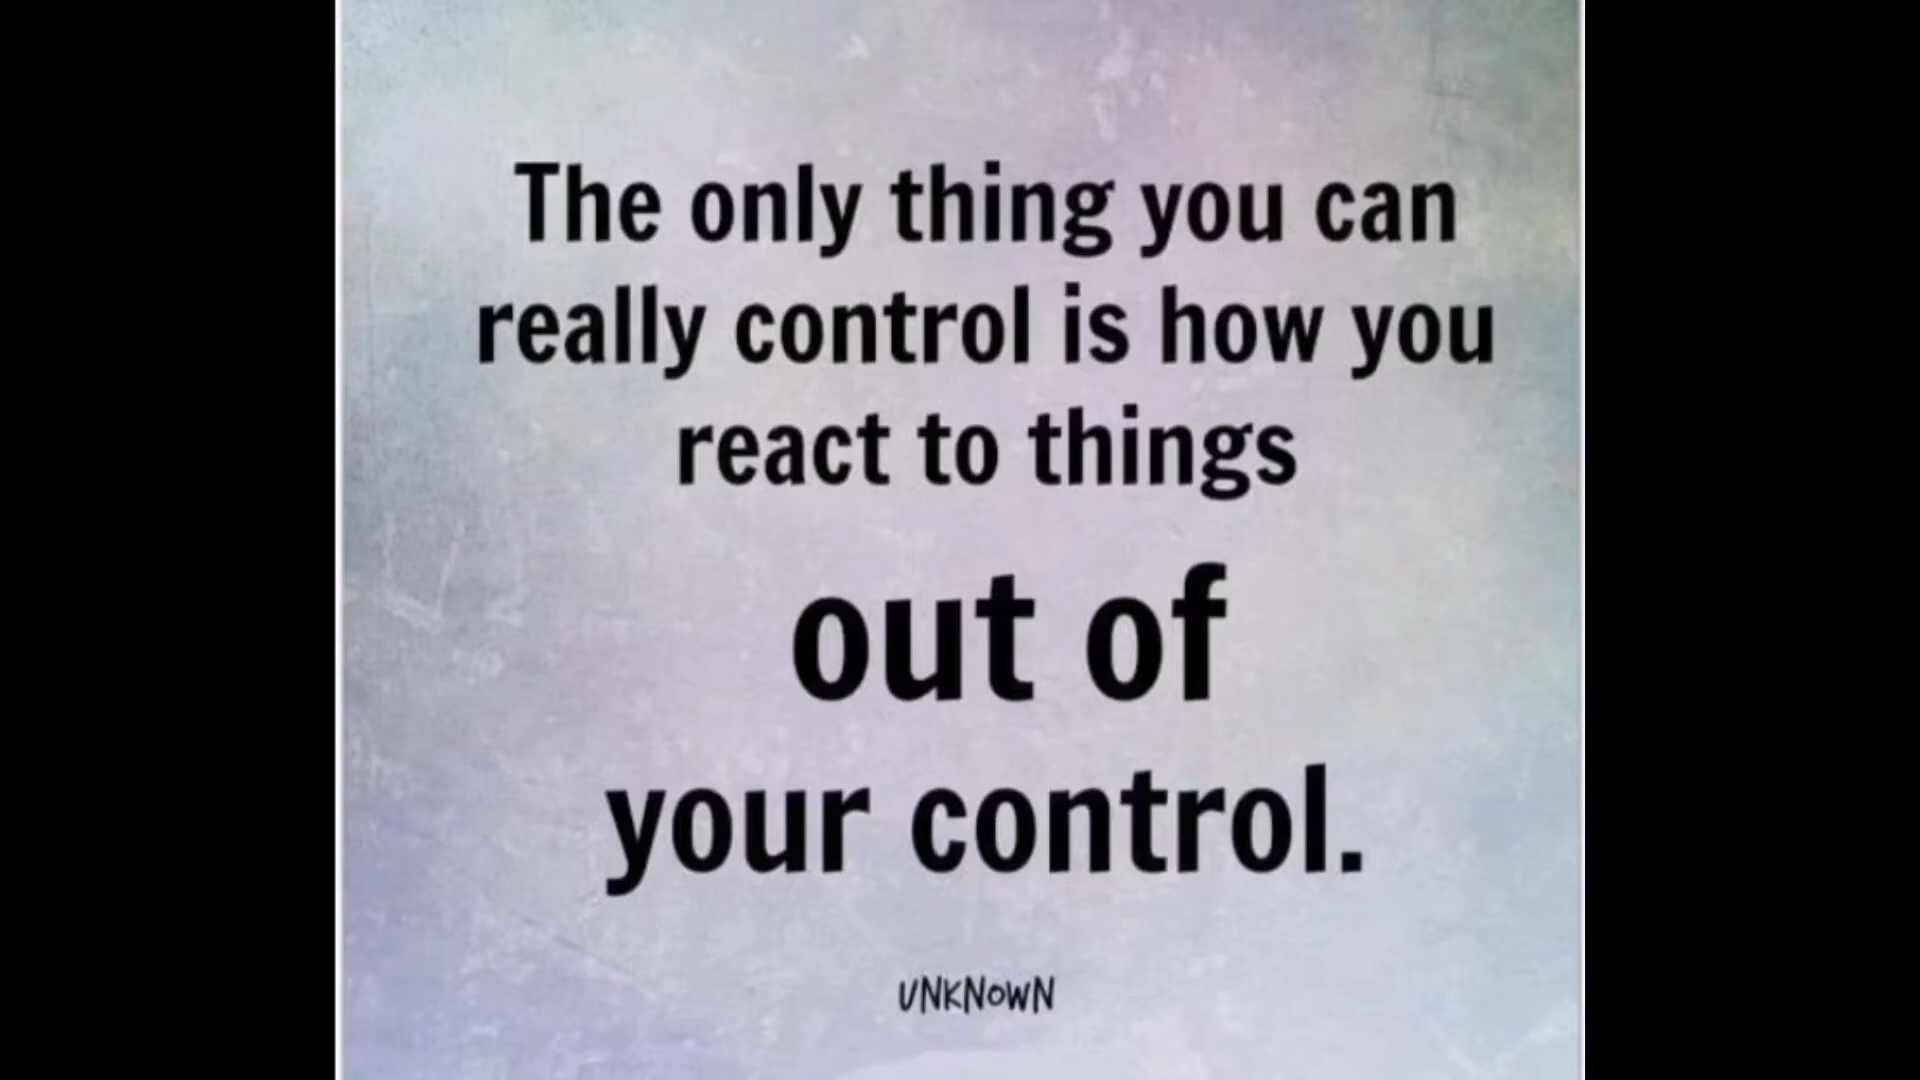 The only thing you can
really control is how you
react to things
out of
your control.
UNKNOWN